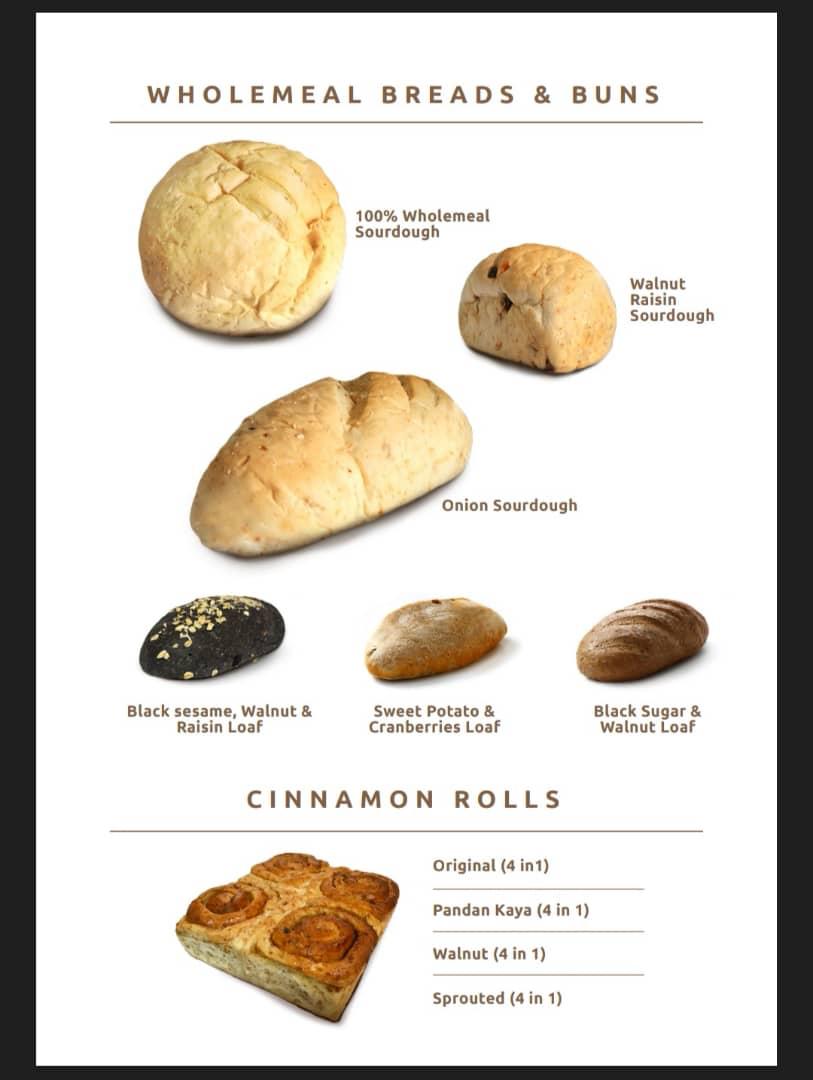 WHOLEMEAL BREADS & BUNS
100% Wholemeal
Sourdough
Walnut
Raisin
Sourdough
Onion Sourdough
Black sesame, Walnut &
Raisin Loaf
Sweet Potato &
Cranberries Loaf
Black Sugar &
Walnut Loaf
CINNAMON ROLLS
Original (4 in1)
Pandan Kaya (4 in 1)
Walnut (4 in 1)
Sprouted (4 in 1)